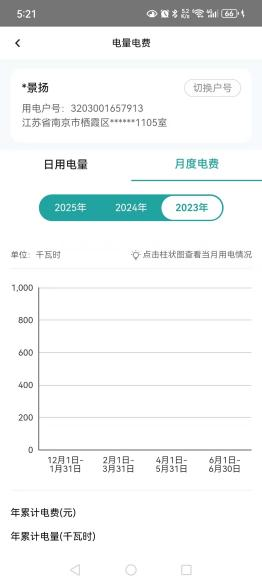 5:21
5.2 K/s
66
电量电费
*景扬
切换户号
用电户号：3203001657913
江苏省南京市栖霞区******1105室
日用电量
月度电费
2025年
2024年
2023年
单位：千瓦时
点击柱状图查看当月用电情况
1,000
800
600
400
200
0
12月1日-
1月31日
2月1日-
3月31日
4月1日-
5月31日
6月1日-
6月30日
年累计电费(元)
年累计电量(千瓦时)